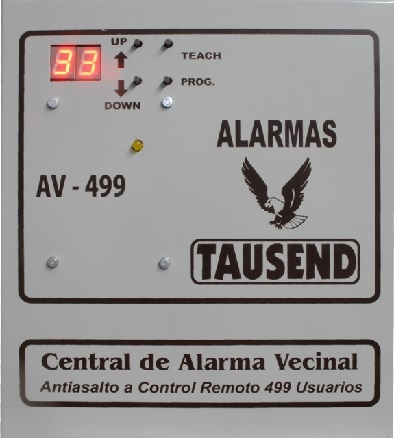 33
UP
TEACH
PROG.
DOWN
ALARMAS
AV - 499
TAUSEND
Central de Alarma Vecinal
Antiasalto a Control Remoto 499 Usuarios